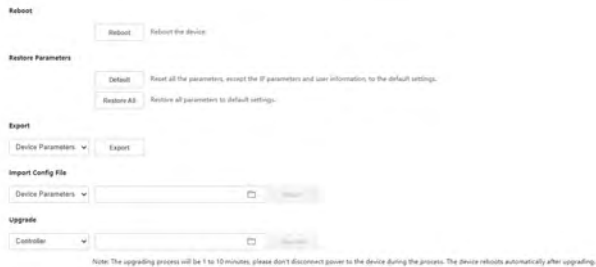 Reboot
Reboot Reboot the device.
Restore Parameters
Default Reset all the parameters, except the IP parameters and user information, to the default settings.
Restore All Restore all parameters to default settings.
Export
Device Parameters Export
Import Config File
Device Parameters
Upgrade
Controller
Note: The upgrading process will be 1 to 10 minutes, please don't disconnect power to the device during the process. The device reboots automatically after upgrading.